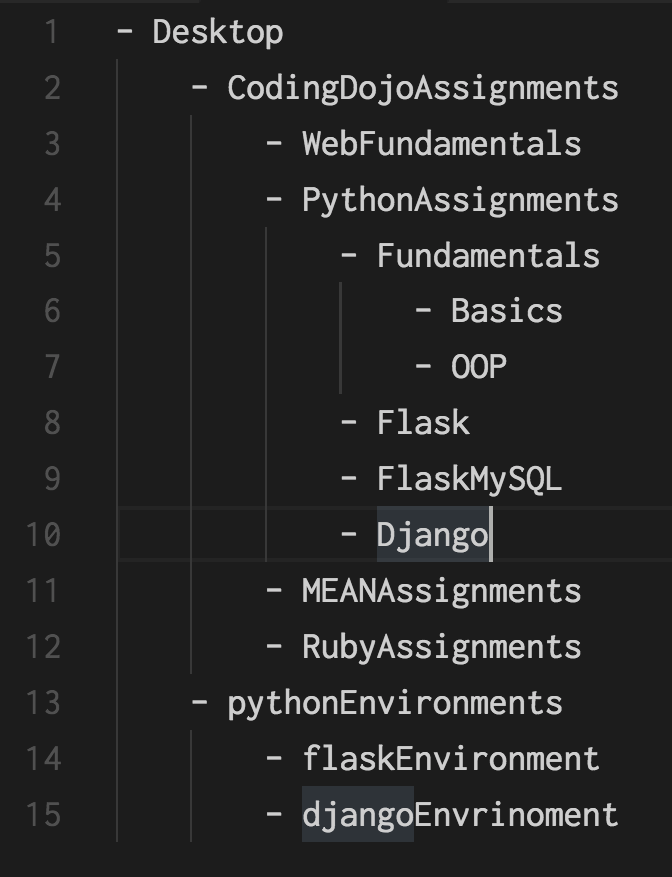 1 - Desktop
2 - CodingDojoAssignments
3 - WebFundamentals
4 - PythonAssignments
5 - Fundamentals
6 - Basics
7 - OOP
8 - Flask
9 - FlaskMySQL
10 - Django
11 - MEANAssignments
12 - RubyAssignments
13 - pythonEnvironments
14 - flaskEnvironment
15 - djangoEnvrinoment